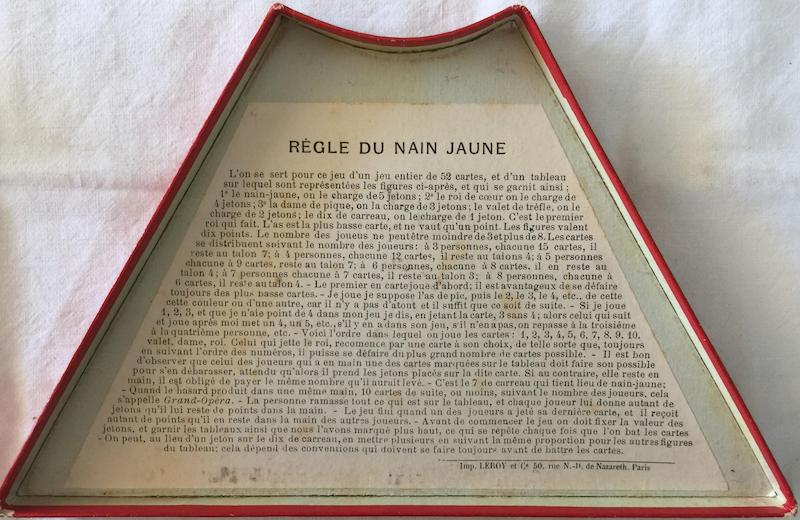 RÈGLE DU NAIN JAUNE
L'on se sert pour ce jeu d'un jeu entier de 52 cartes, et d'un tableau
sur lequel sont représentées les figures ci-après, et qui se garnit ainsi;
1º le nain-jaune, on le charge de 5 jetons; 2º le roi de cœur on le charge de
4 jetons; 3º la dame de pique, on la charge de 3 jetons; le valet de trèfle, on le
charge de 2 jetons; le dix de carreau, on le charge de 1 jeton. C'est le premier
roi qui fait. L'as est la plus basse carte, et ne vaut qu'un point. Les figures valent
dix points. Le nombre des joueus ne peut être moindre de 3 et plus de 8. Les cartes
se distribuent suivant le nombre des joueurs: à 3 personnes, chacune 15 cartes, il
reste au talon 7; à 4 personnes, chacune 12 cartes, il reste au talons 4; à 5 personnes
chacune à 9 cartes, reste au talon 7; à 6 personnes, chacune à 8 cartes. il en reste au
talon 4; à 7 personnes chacune à 7 cartes, il reste au talon 3; à 8 personnes, chacune à
6 cartes, il reste au talon 4. - Le premier en carte joue d'abord; il est avantageux de se défaire
toujours des plus basse cartes. - Je joue je suppose l'as de pic, puis le 2, le 3, le 4, etc., de cette
cette couleur ou d'une autre, car il n'y a pas d'atout et il suffit que ce soit de suite. - Si je joue
1, 2, 3, et que je n'aie point de 4 dans mon jeu je dis, en jetant la carte, 3 sans 4; alors celui qui suit
et joue après moi met un 4, un 5, etc., s'il y en a dans son jeu, s'il n'en a pas, on repasse à la troisième
à la quatrième personne, etc. - Voici l'ordre dans lequel on joue les cartes: 1, 2, 3, 4, 5, 6, 7, 8, 9, 10.
valet, dame, roi. Celui qui jette le roi, recomence par une carte à son choix, de telle sorte que, toujours
en suivant l'ordre des numéros, il puisse se défaire du plus grand nombre de cartes possible. - Il est bon
d'observer que celui des joueurs qui a en main une des cartes marquées sur le tableau doit faire son possible
pour s'en débarasser, attendu qu'alors il prend les jetons placés sur la dite carte. Si au contraire, elle reste en
main, il est obligé de payer le même nombre qu'il aurait levé. - C'est le 7 de carreau qui tient lieu de nain-jaune;
- Quand le hasard produit dans une même main, 10 cartes de suite, ou moins, suivant le nombre des joueurs, cela
s'appelle Grand-Opéra. - La personne ramasse tout ce qui est sur le tableau, et chaque joueur lui donne autant de
jetons qu'il lui reste de points dans la main. - Le jeu fini quand un des joueurs a jeté sa dernière carte, et il reçoit
autant de points qu'il en reste dans la main des autres joueurs. - Avant de commencer le jeu on doit fixer la valeur des
jetons, et garnir les tableaux ainsi que nous l'avons marqué plus haut, ce qui se repète chaque fois que l'on bat les cartes
- On peut, au lieu d'un jeton sur le dix de carreau, en mettre plusieurs en suivant la même proportion pour les autres figures
du tableau; cela dépend des conventions qui doivent se faire toujours avant de battre les cartes.
Imp. LEROY et Cº 50, rue N.-D. de Nazareth. Paris